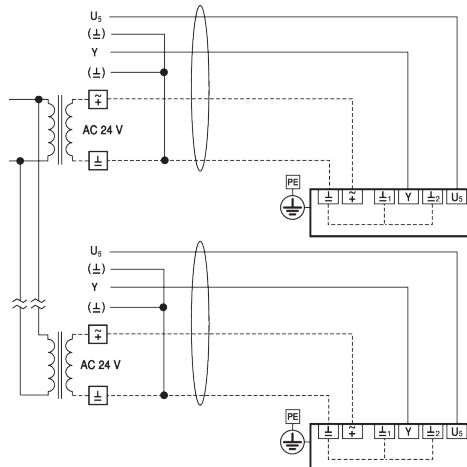 U₅
(⊥)
Y
(⊥)
~+
AC 24 V
⊥
PE
⊥ ~+ ⊥₁ Y ⊥₂ U₅
U₅
(⊥)
Y
(⊥)
~+
AC 24 V
⊥
PE
⊥ ~+ ⊥₁ Y ⊥₂ U₅